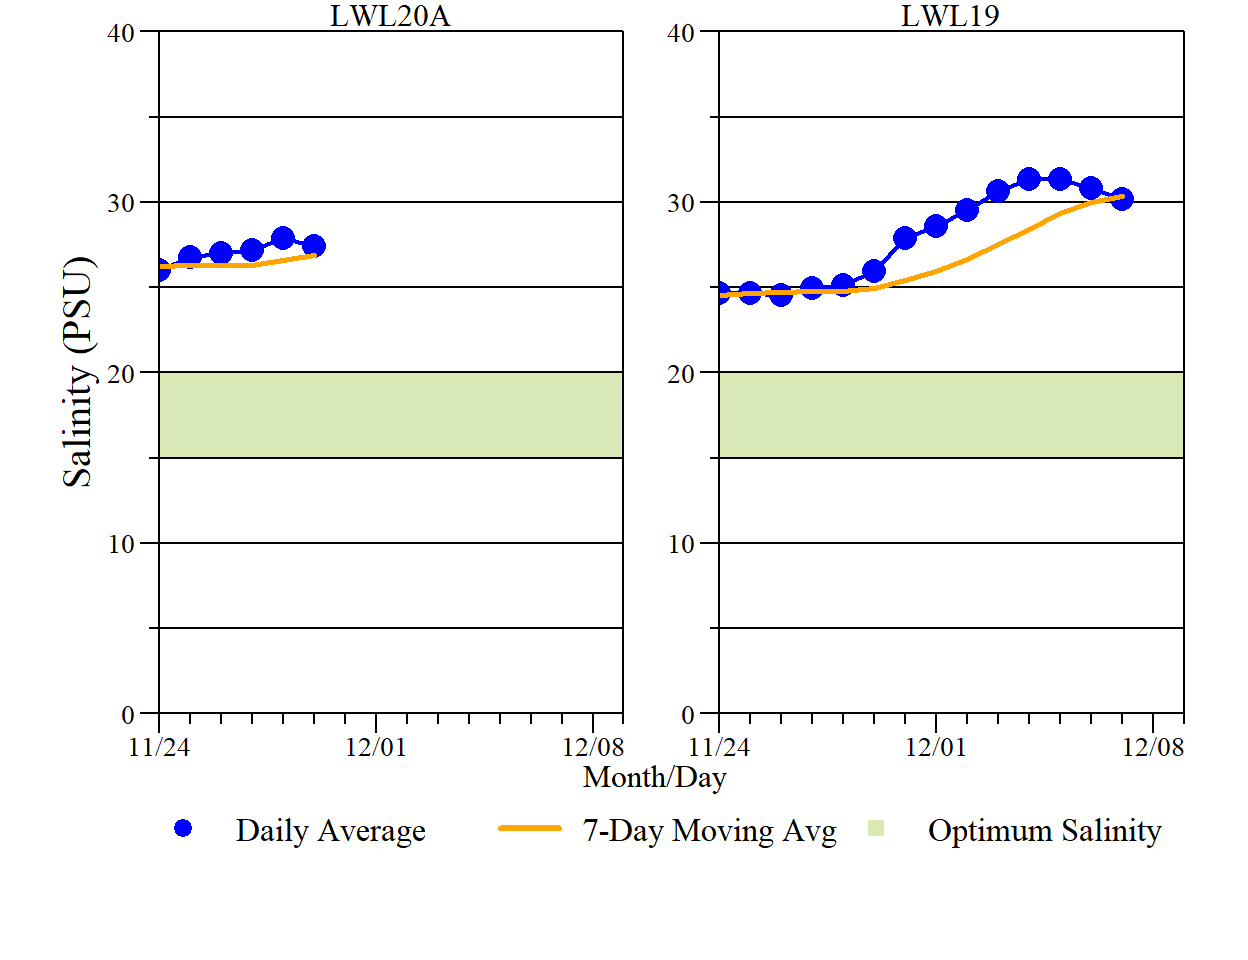 LWL20A
LWL19
40
30
20
10
0
40
30
20
10
0
Salinity (PSU)
11/24
12/01
12/08
11/24
12/01
12/08
Month/Day
Daily Average
7-Day Moving Avg
Optimum Salinity